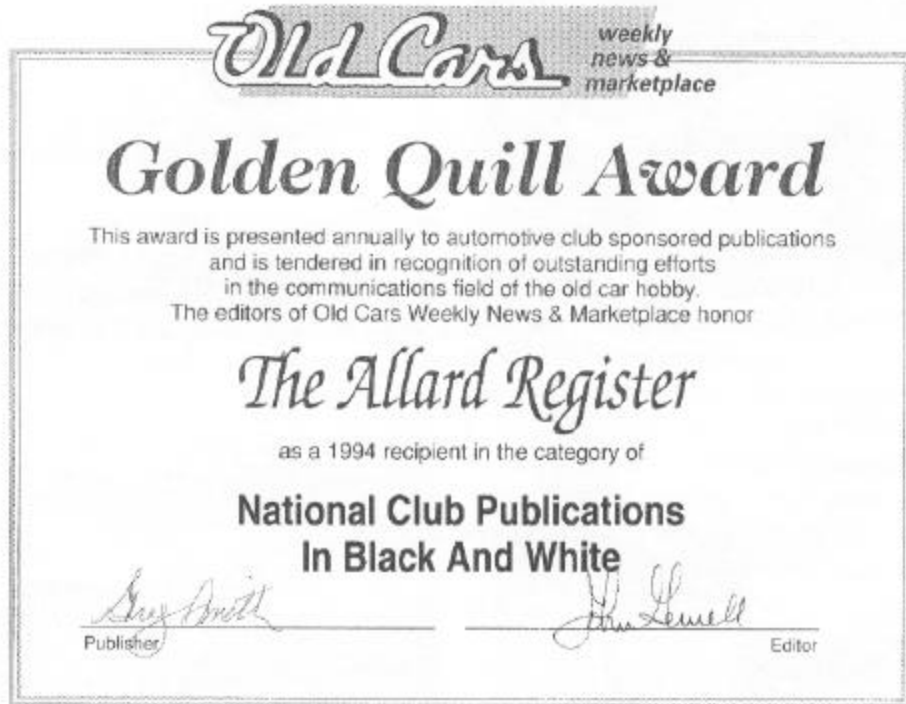 Old Cars
weekly
news &
marketplace
Golden Quill Award
This award is presented annually to automotive club sponsored publications
and is tendered in recognition of outstanding efforts
in the communications field of the old car hobby.
The editors of Old Cars Weekly News & Marketplace honor
The Allard Register
as a 1994 recipient in the category of
National Club Publications
In Black And White
Greg Smith
John
Publisher
Editor